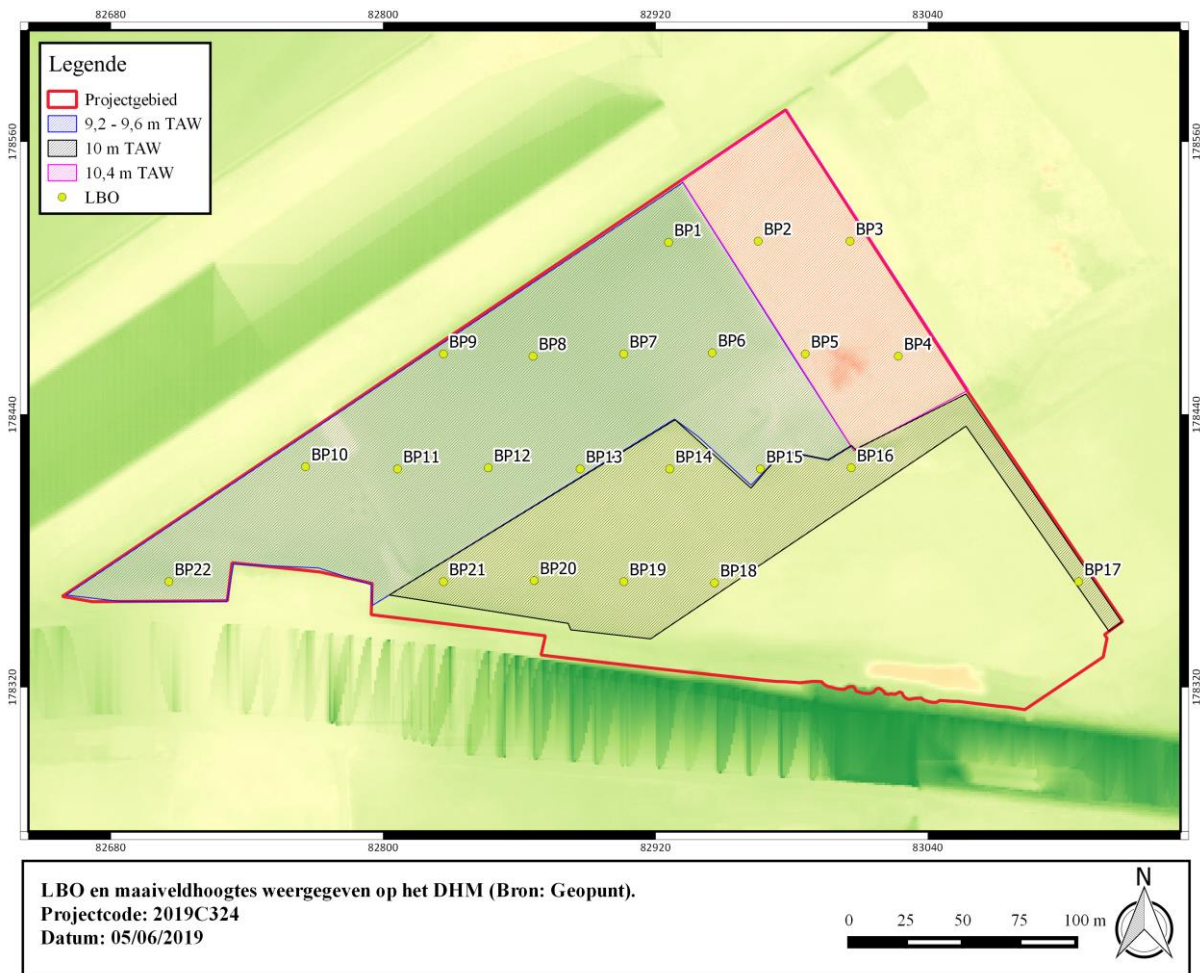 82680 82800 82920 83040
Legende
Projectgebied
9,2 - 9,6 m TAW
10 m TAW
10,4 m TAW
LBO
178560 178560
BP1 BP2 BP3
BP9 BP8 BP7 BP6 BP5 BP4
178440 178440
BP10 BP11 BP12 BP13 BP14 BP15 BP16
BP22 BP21 BP20 BP19 BP18 BP17
178320 178320
82680 82800 82920 83040
LBO en maaiveldhoogtes weergegeven op het DHM (Bron: Geopunt).
Projectcode: 2019C324
Datum: 05/06/2019
0 25 50 75 100 m
N